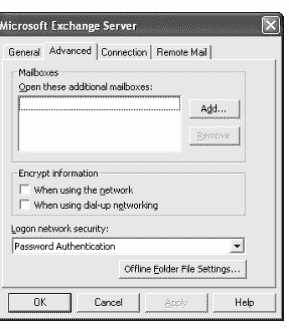 Microsoft Exchange Server
General Advanced Connection Remote Mail
Mailboxes
Open these additional mailboxes:
Add...
Remove
Encrypt information
When using the network
When using dial-up networking
Logon network security:
Password Authentication
Offline Folder File Settings...
OK Cancel Apply Help